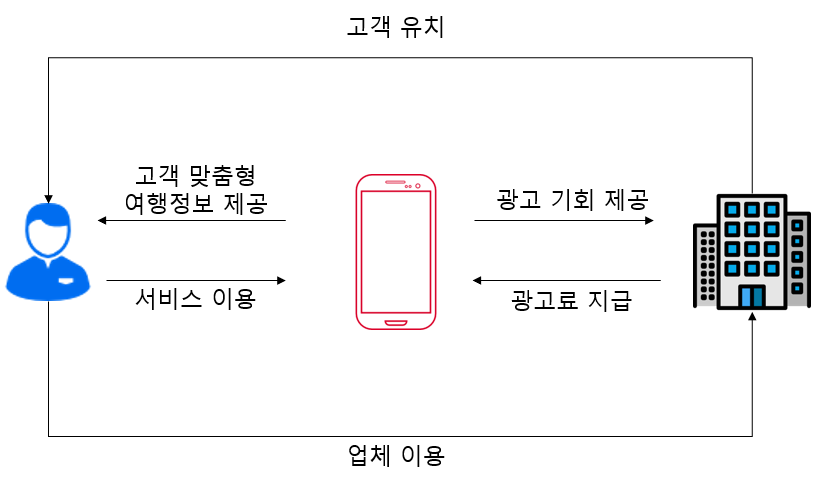 고객 유치
고객 맞춤형
여행정보 제공
광고 기회 제공
서비스 이용
광고료 지급
업체 이용